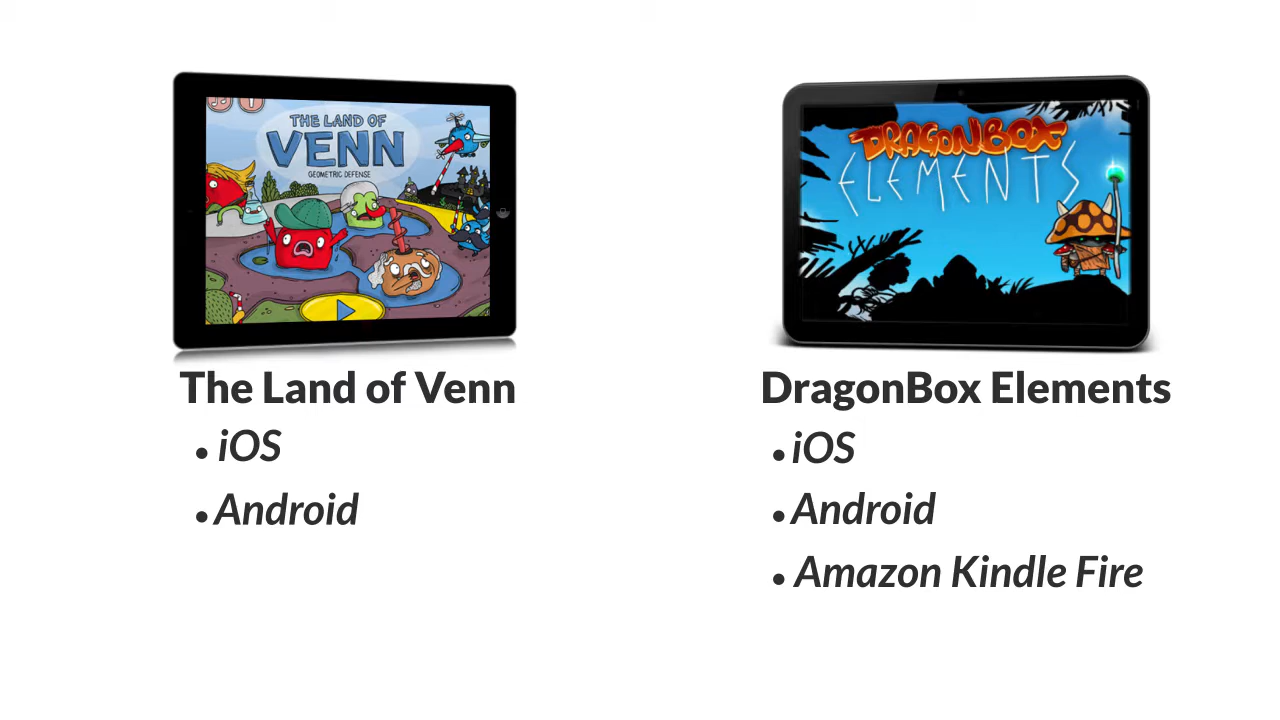 THE LAND OF
VENN
GEOMETRIC DEFENSE
The Land of Venn
• iOS
• Android
DRAGONBOX
ELEMENTS
DragonBox Elements
• iOS
• Android
• Amazon Kindle Fire